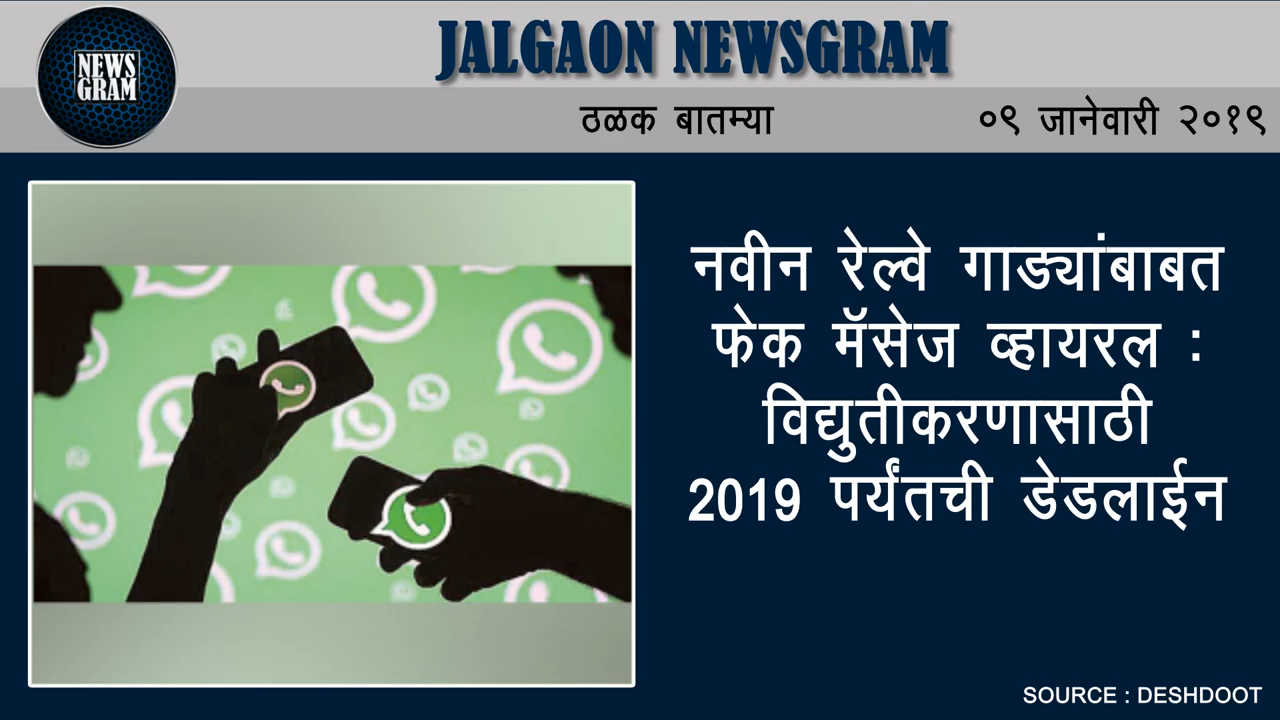 NEWS
GRAM
JALGAON NEWSGRAM
ठळक बातम्या
०९ जानेवारी २०१९
नवीन रेल्वे गाड्यांबाबत
फेक मॅसेज व्हायरल :
विद्युतीकरणासाठी
2019 पर्यंतची डेडलाईन
SOURCE : DESHDOOT